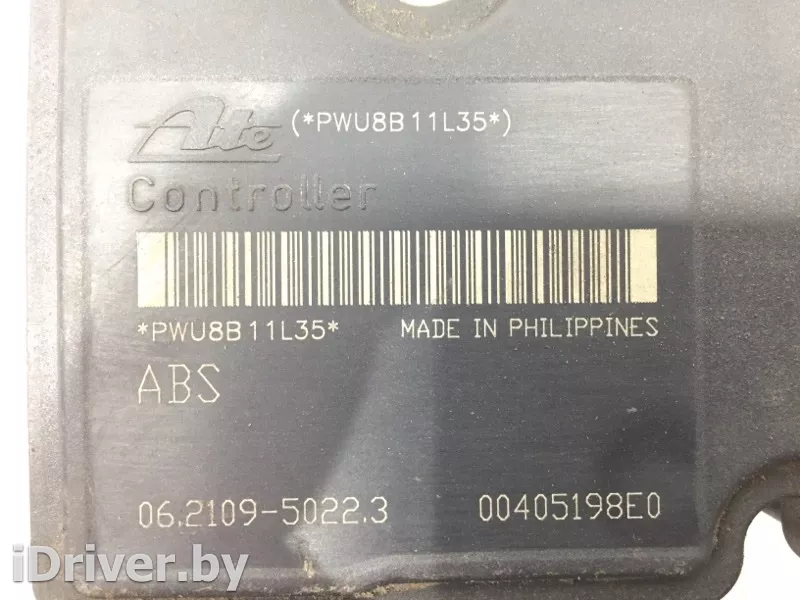 Ate (*PWU8B11L35*)
Controller
*PWU8B11L35* MADE IN PHILIPPINES
ABS
06.2109-5022.3 00405198E0
iDriver.by